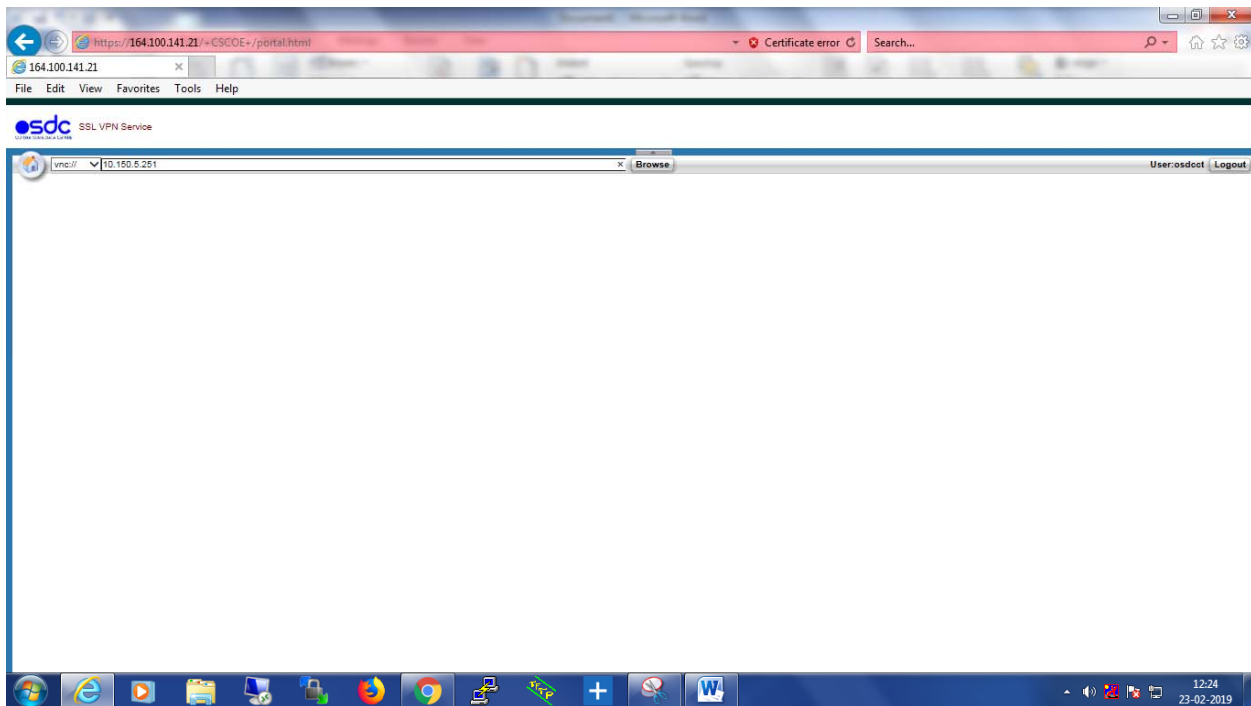 https://164.100.141.21/+CSCOE+/portal.html
Certificate error
Search...
164.100.141.21
File Edit View Favorites Tools Help
osdc SSL VPN Service
vnc:// 10.150.5.251
Browse
User:osdcct
Logout
12:24
23-02-2019